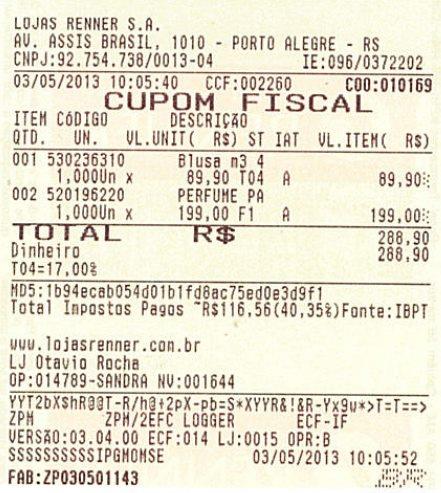 LOJAS RENNER S.A.
AV. ASSIS BRASIL, 1010 - PORTO ALEGRE - RS
CNPJ:92.754.738/0013-04 IE:096/0372202
03/05/2013 10:05:40 CCF:002260 COO:010169
CUPOM FISCAL
ITEM CÓDIGO DESCRIÇÃO
QTD. UN. VL.UNIT( R$) ST IAT VL.ITEM( R$)
001 530236310 Blusa m3 4
1,000Un x 89,90 T04 A 89,90
002 520196220 PERFUME PA
1,000Un x 199,00 F1 A 199,00
TOTAL R$ 288,90
Dinheiro 288,90
T04=17,00%
MD5:1b94ecab054d01b1fd8ac75ed0e3d9f1
Total Impostos Pagos ~R$116,56(40,35%)Fonte:IBPT
www.lojasrenner.com.br
LJ Otavio Rocha
OP:014789-SANDRA NV:001644
YYT2bX$hR@@T-R/h@+2pX-pb=S*XYYR&!&R-Yx9w*>T=T==>
ZPM ZPM/2EFC LOGGER ECF-IF
VERSÃO:03.04.00 ECF:014 LJ:0015 OPR:B
SSSSSSSSSSIPGMOMSE 03/05/2013 10:05:52
FAB:ZP030501143